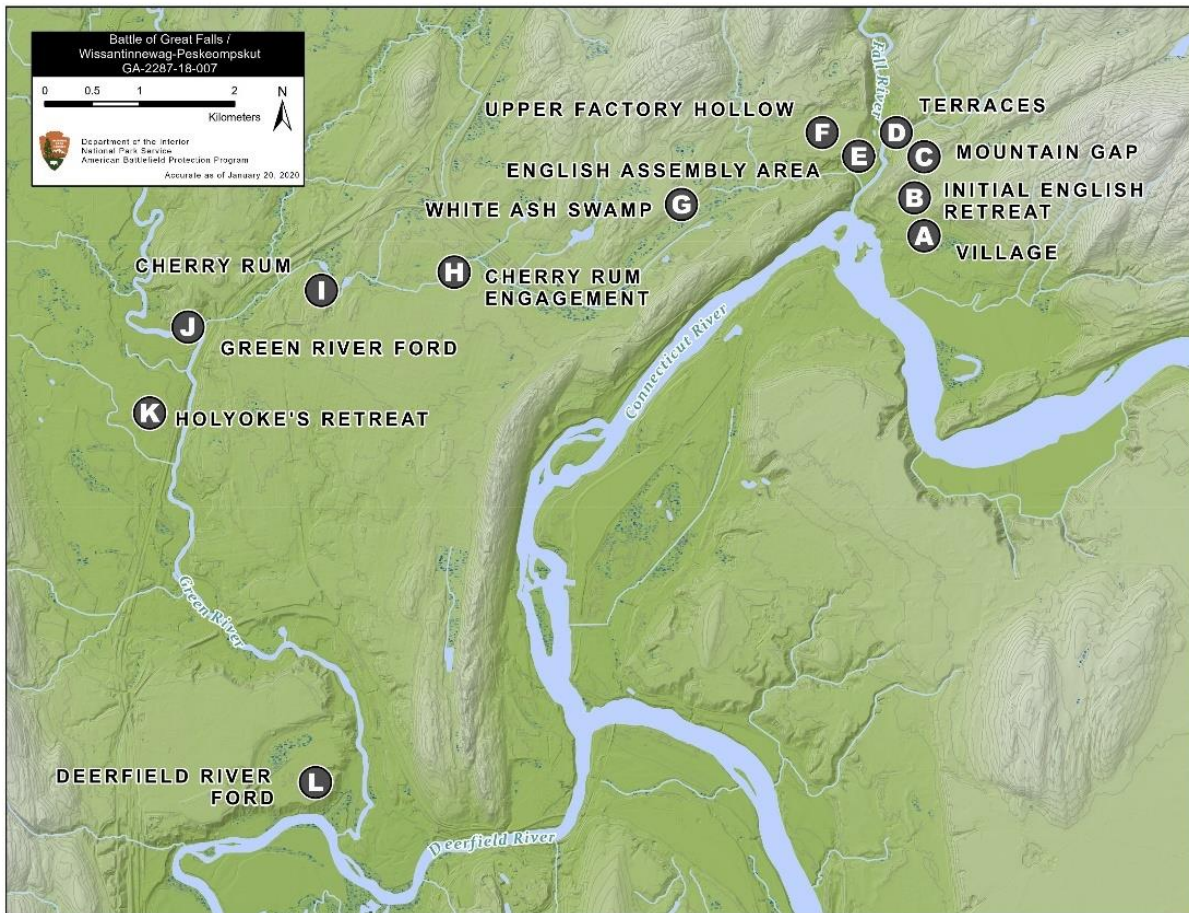 Battle of Great Falls /
Wissantinnewag-Peskeompskut
GA-2287-18-007
0 0.5 1 2
Kilometers
N
Department of the Interior
National Park Service
American Battlefield Protection Program
Accurate as of January 20, 2020
Fall River
UPPER FACTORY HOLLOW
F
D
TERRACES
ENGLISH ASSEMBLY AREA
E
C
MOUNTAIN GAP
WHITE ASH SWAMP
G
B
INITIAL ENGLISH
RETREAT
A
VILLAGE
CHERRY RUM
I
H
CHERRY RUM
ENGAGEMENT
J
GREEN RIVER FORD
Connecticut River
K
HOLYOKE'S RETREAT
Green River
DEERFIELD RIVER
FORD
L
Deerfield River